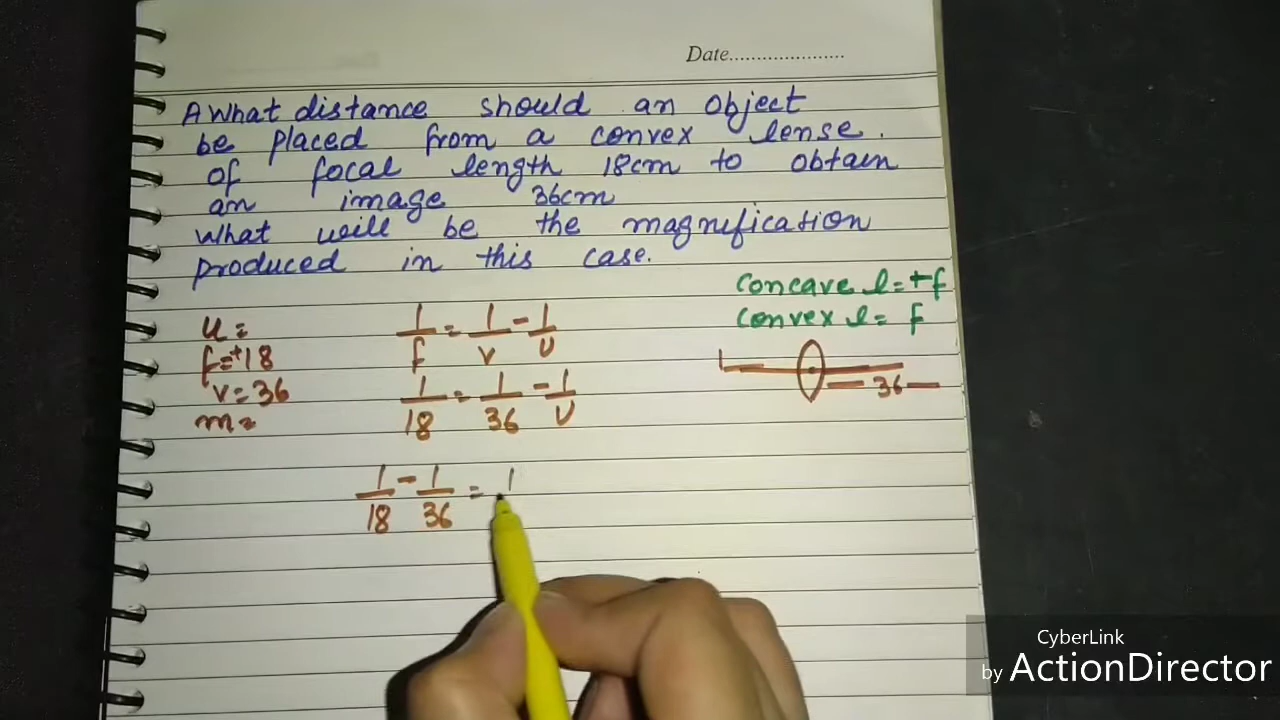 Date......................
A What distance should an object
be placed from a convex lense.
of focal length 18cm to obtain
an image 36cm
what will be the magnification
produced in this case.
concave l = +f
convex l = f
u =
f = +18
v = 36
m =
1/f = 1/v - 1/u
1/18 = 1/36 - 1/u
36
1/18 - 1/36 = 1
CyberLink
by ActionDirector